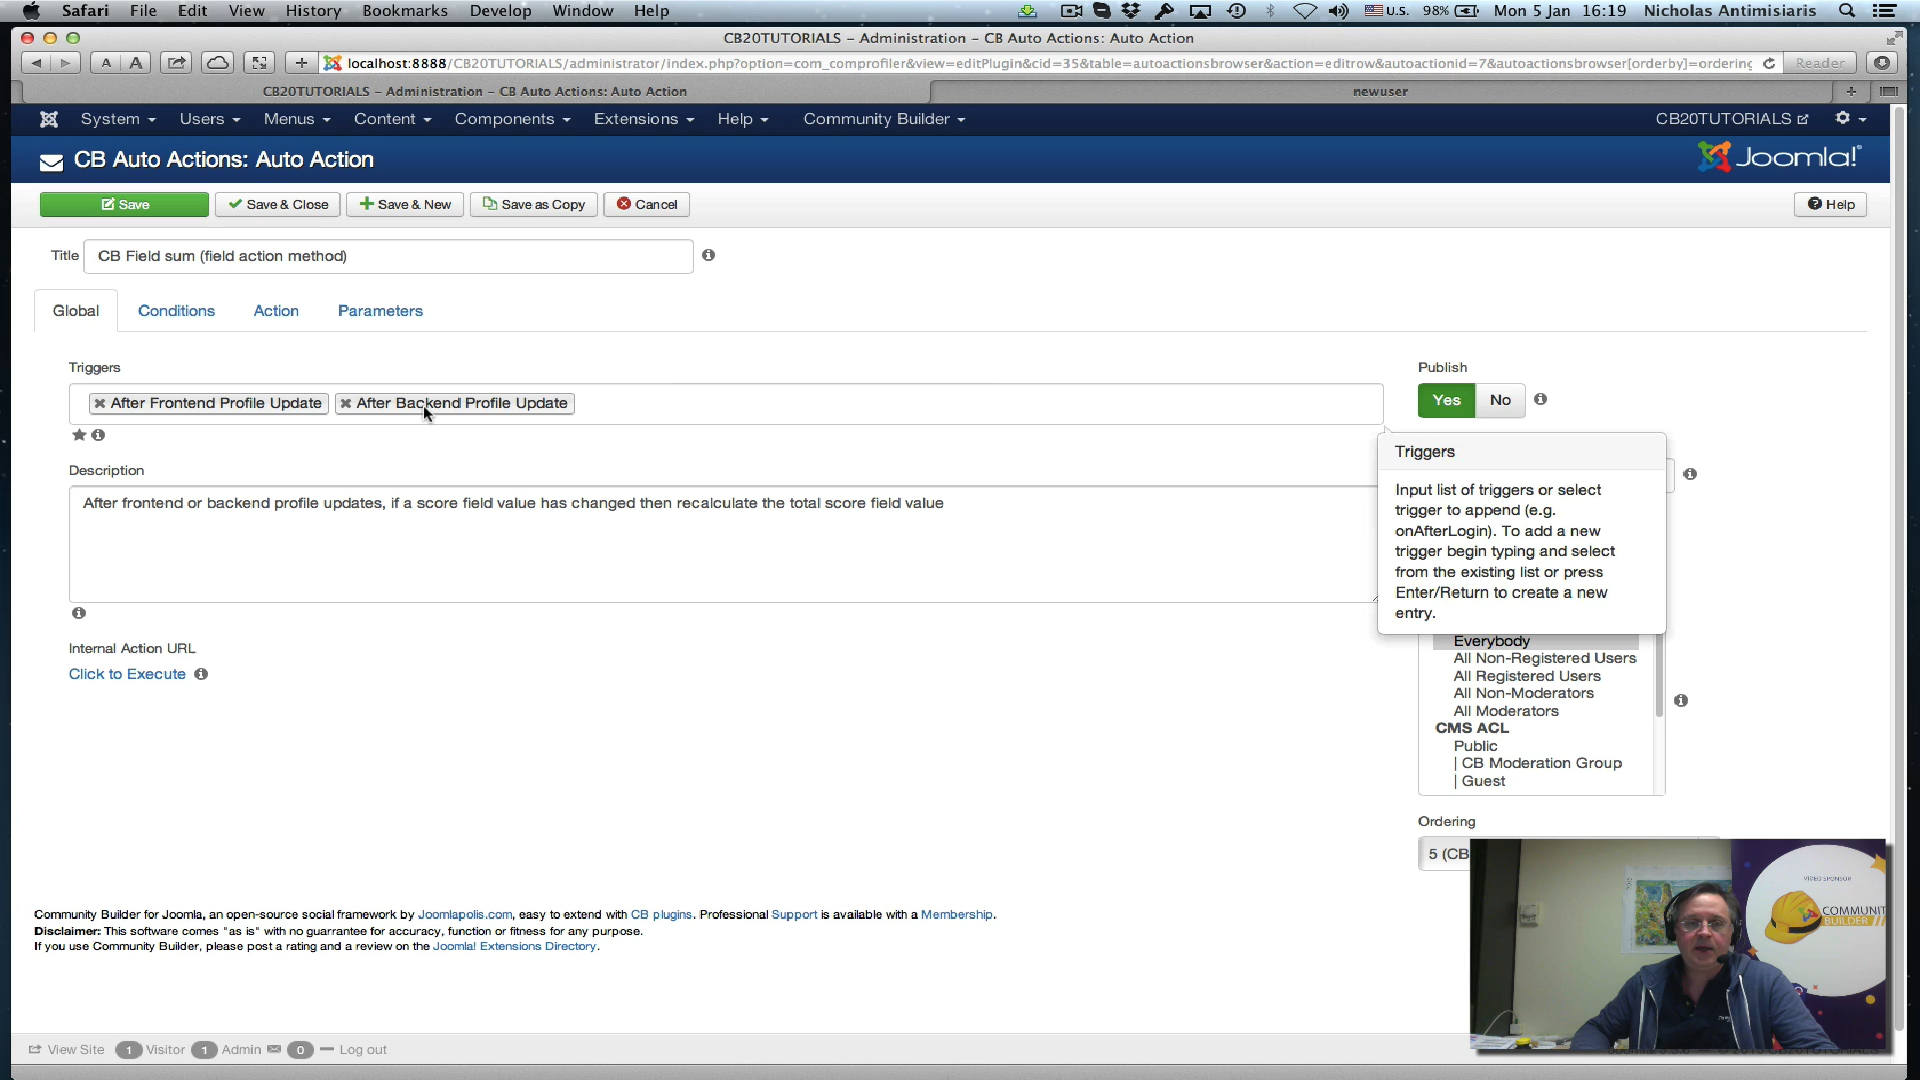 Safari File Edit View History Bookmarks Develop Window Help U.S. 98% Mon 5 Jan 16:19 Nicholas Antimisiaris
CB20TUTORIALS – Administration – CB Auto Actions: Auto Action
A A + localhost:8888/CB20TUTORIALS/administrator/index.php?option=com_comprofiler&view=editPlugin&cid=35&table=autoactionsbrowser&action=editrow&autoactionid=7&autoactionsbrowser[orderby]=ordering Reader
CB20TUTORIALS – Administration – CB Auto Actions: Auto Action newuser +
System Users Menus Content Components Extensions Help Community Builder CB20TUTORIALS
CB Auto Actions: Auto Action Joomla!
Save Save & Close Save & New Save as Copy Cancel Help
Title CB Field sum (field action method)
Global Conditions Action Parameters
Triggers Publish
After Frontend Profile Update After Backend Profile Update Yes No
Triggers
Description
Input list of triggers or select
trigger to append (e.g.
onAfterLogin). To add a new
trigger begin typing and select
from the existing list or press
Enter/Return to create a new
entry.
After frontend or backend profile updates, if a score field value has changed then recalculate the total score field value
Internal Action URL
Click to Execute
Everybody
All Non-Registered Users
All Registered Users
All Non-Moderators
All Moderators
CMS ACL
Public
| CB Moderation Group
| Guest
Ordering
5 (CB
VIDEO SPONSOR
COMMUNIT
BUILDER
Community Builder for Joomla, an open-source social framework by Joomlapolis.com, easy to extend with CB plugins. Professional Support is available with a Membership.
Disclaimer: This software comes "as is" with no guarrantee for accuracy, function or fitness for any purpose.
If you use Community Builder, please post a rating and a review on the Joomla! Extensions Directory.
View Site 1 Visitor 1 Admin 0 Log out